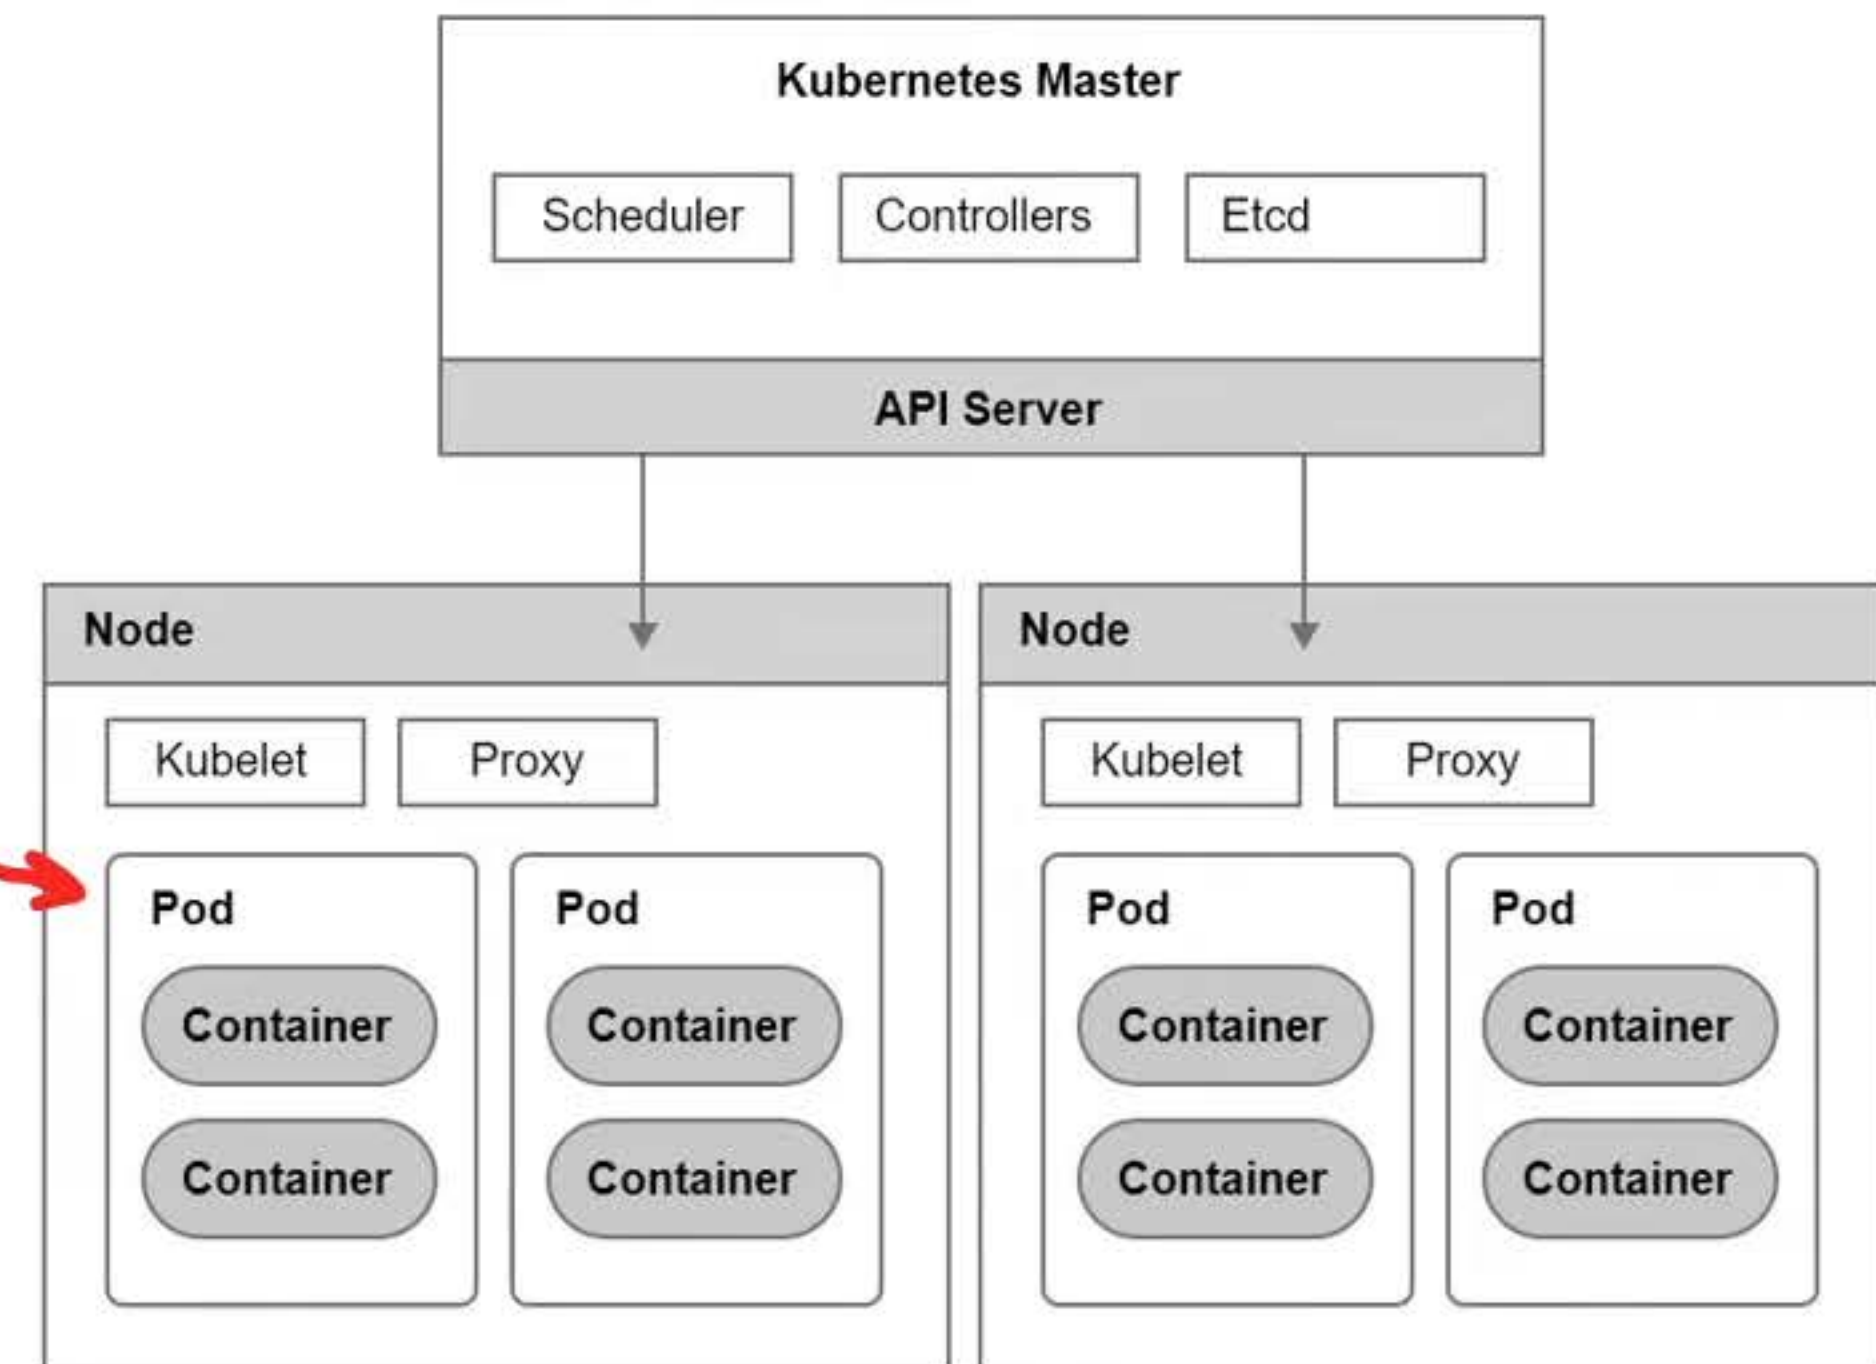 Kubernetes Master
Scheduler
Controllers
Etcd
API Server
Node
Kubelet
Proxy
Pod
Container
Container
Pod
Container
Container
Node
Kubelet
Proxy
Pod
Container
Container
Pod
Container
Container